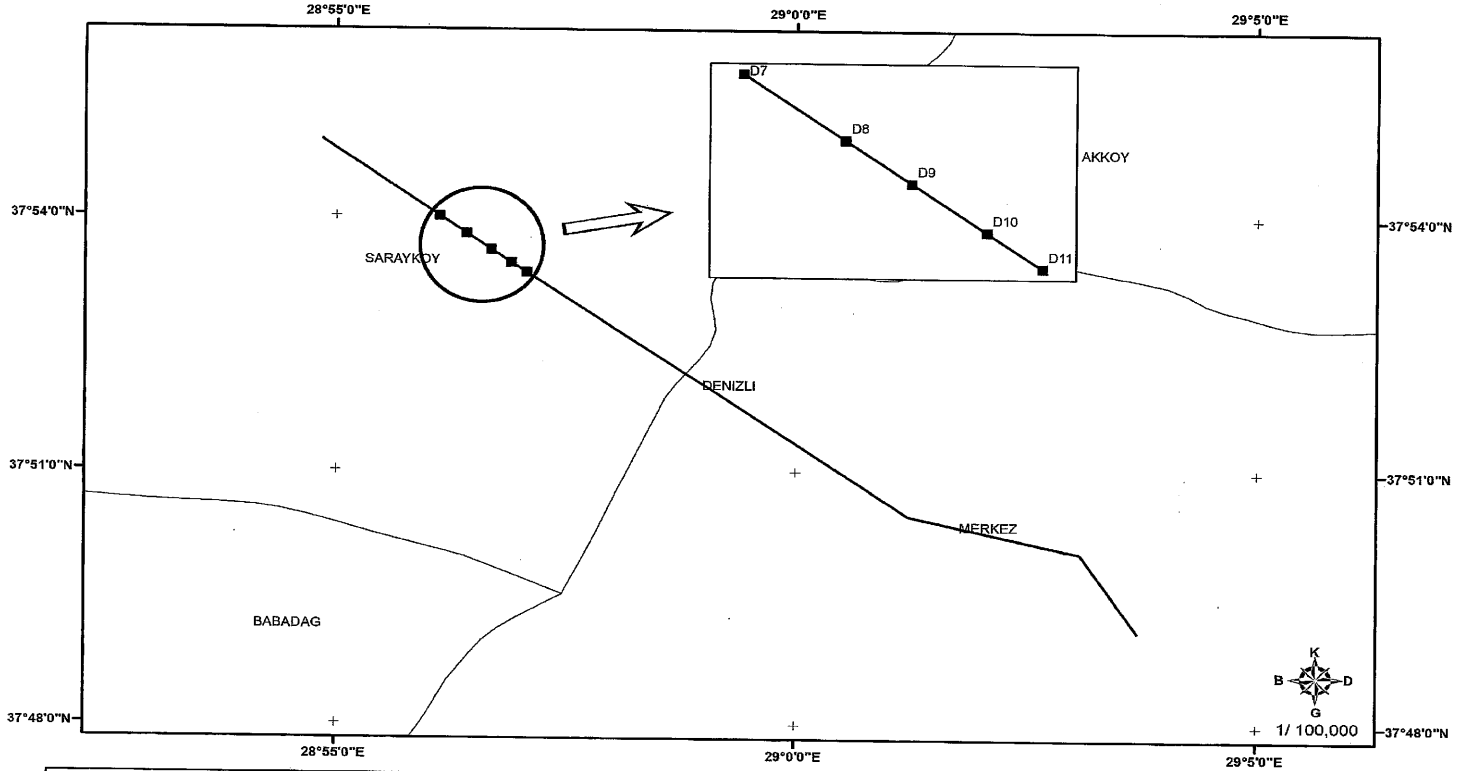 28°55'0"E
29°0'0"E
29°5'0"E
D7
D8
D9
D10
D11
AKKOY
37°54'0"N
37°54'0"N
SARAYKOY
DENIZLI
37°51'0"N
37°51'0"N
MERKEZ
BABADAG
K
B
D
G
1/ 100,000
37°48'0"N
37°48'0"N
28°55'0"E
29°0'0"E
29°5'0"E